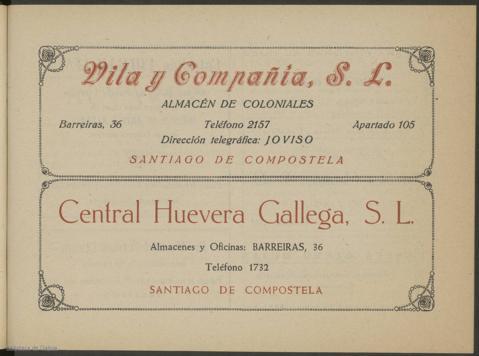 Vila y Compañía, S. L.
ALMACÉN DE COLONIALES
Barreiras, 36 Teléfono 2157 Apartado 105
Dirección telegráfica: JOVISO
SANTIAGO DE COMPOSTELA
Central Huevera Gallega, S. L.
Almacenes y Oficinas: BARREIRAS, 36
Teléfono 1732
SANTIAGO DE COMPOSTELA